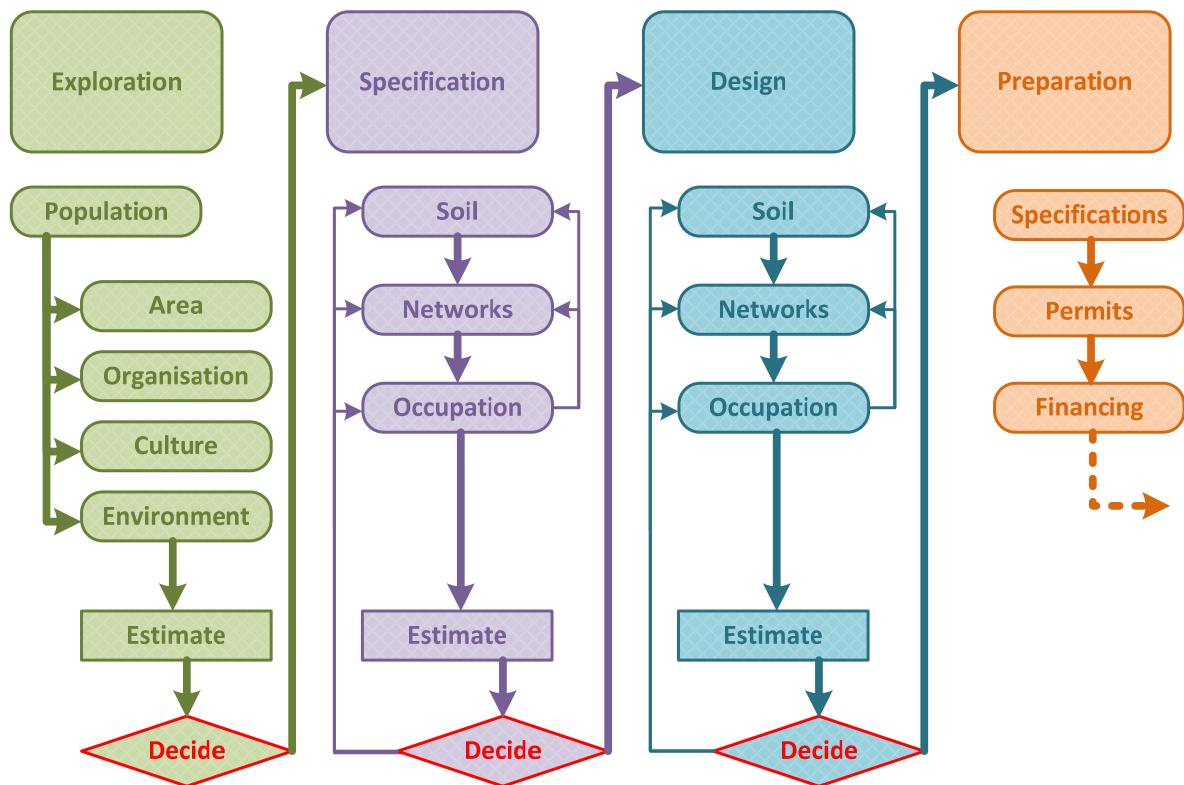 Exploration
Population
Area
Organisation
Culture
Environment
Estimate
Decide
Specification
Soil
Networks
Occupation
Estimate
Decide
Design
Soil
Networks
Occupation
Estimate
Decide
Preparation
Specifications
Permits
Financing